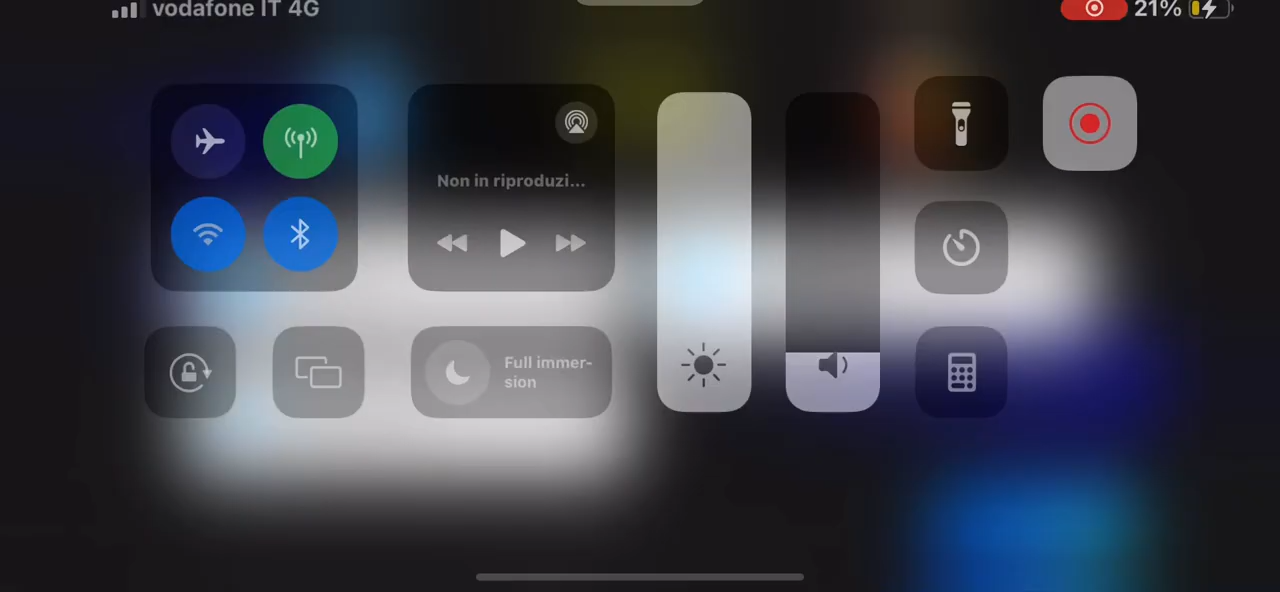 vodafone IT 4G
21%
Non in riproduzi...
Full immer-
sion